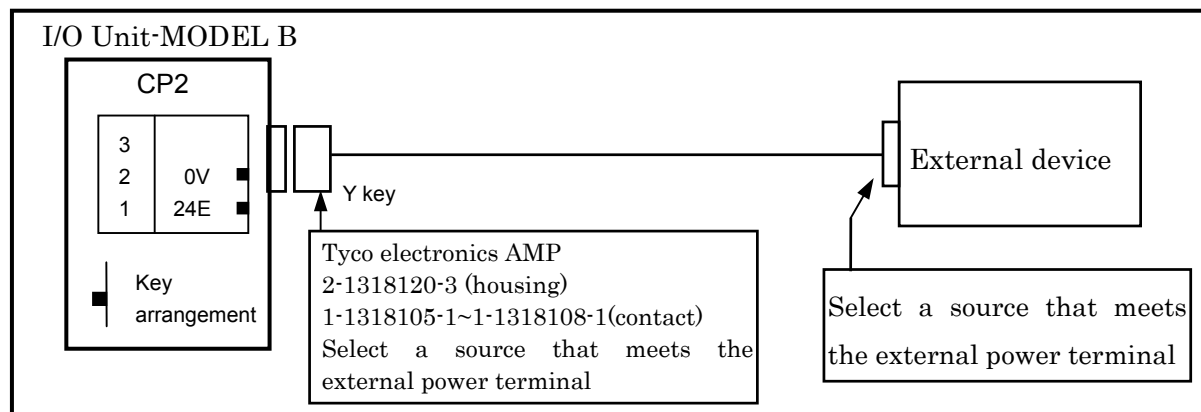 I/O Unit-MODEL B
CP2
3
2 0V
1 24E
Key
arrangement
Y key
Tyco electronics AMP
2-1318120-3 (housing)
1-1318105-1~1-1318108-1(contact)
Select a source that meets the
external power terminal
External device
Select a source that meets
the external power terminal